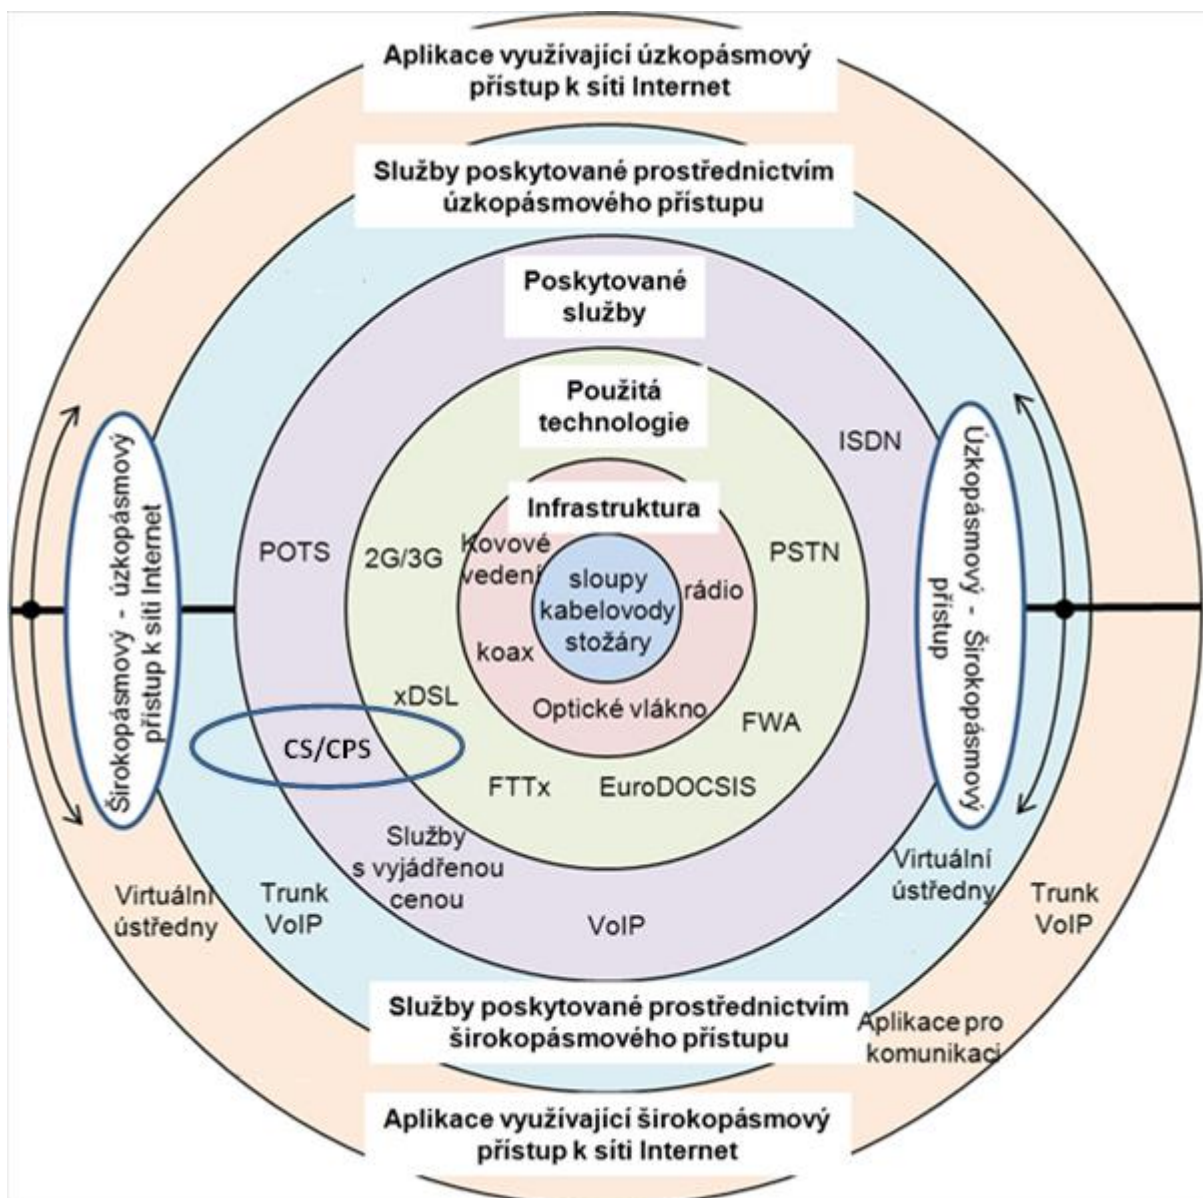 Aplikace využívající úzkopásmový
přístup k síti Internet
Služby poskytované prostřednictvím
úzkopásmového přístupu
Poskytované
služby
Použitá
technologie
ISDN
Infrastruktura
Širokopásmový - úzkopásmový
přístup k síti Internet
Úzkopásmový - Širokopásmový
přístup
POTS
2G/3G
Kovové
vedení
PSTN
sloupy
kabelovody
stožáry
rádio
koax
xDSL
Optické vlákno
FWA
CS/CPS
FTTx
EuroDOCSIS
Služby
s vyjádřenou
cenou
Virtuální
ústředny
Trunk
VoIP
VoIP
Virtuální
ústředny
Trunk
VoIP
Služby poskytované prostřednictvím
širokopásmového přístupu
Aplikace pro
komunikaci
Aplikace využívající širokopásmový
přístup k síti Internet